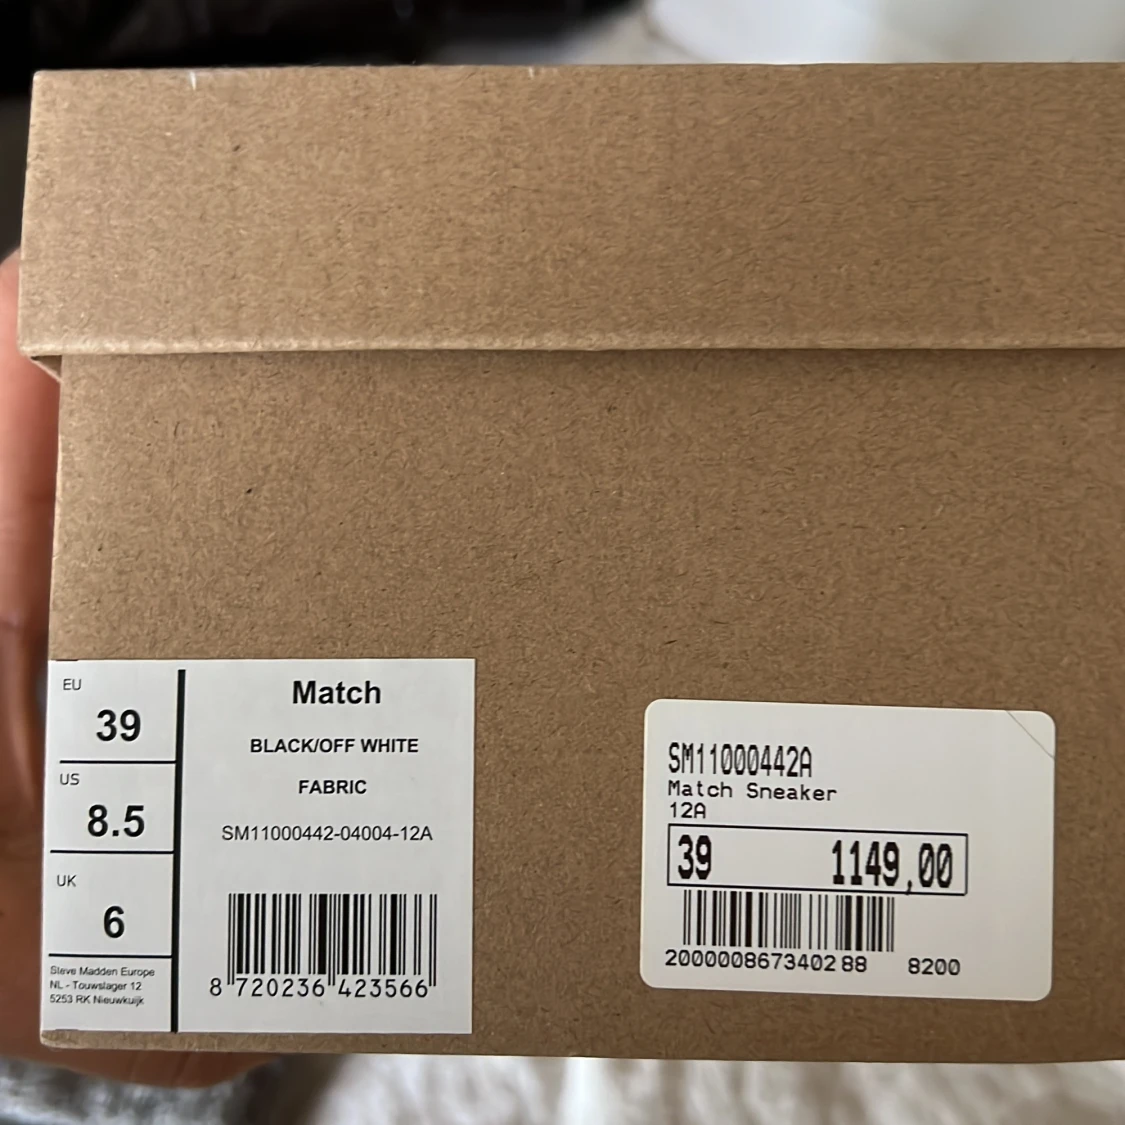 EU
39
US
8.5
UK
6
Steve Madden Europe
NL - Touwslager 12
5253 RK Nieuwkuijk
Match
BLACK/OFF WHITE
FABRIC
SM11000442-04004-12A
8 720236 423566
SM11000442A
Match Sneaker
12A
39 1149,00
2000008673402 88 8200